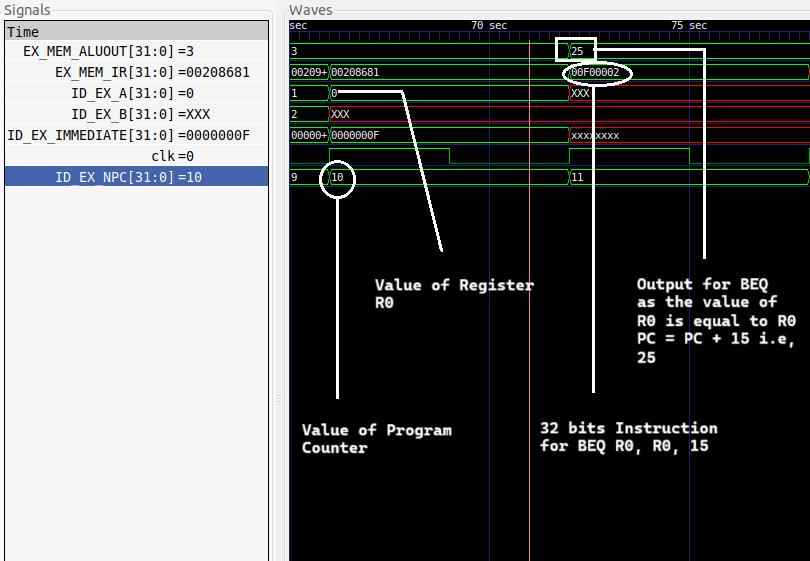 Signals
Waves
Time
EX_MEM_ALUOUT[31:0] =3
EX_MEM_IR[31:0] =00208681
ID_EX_A[31:0] =0
ID_EX_B[31:0] =XXX
ID_EX_IMMEDIATE[31:0] =0000000F
clk=0
ID_EX_NPC[31:0] =10
sec 70 sec 75 sec
3 25
00209+ 00208681 00F00002
1 0 XXX
2 XXX
00000+ 0000000F xxxxxxxx
9 10 11
Value of Register
R0
Output for BEQ
as the value of
R0 is equal to R0
PC = PC + 15 i.e,
25
Value of Program
Counter
32 bits Instruction
for BEQ R0, R0, 15